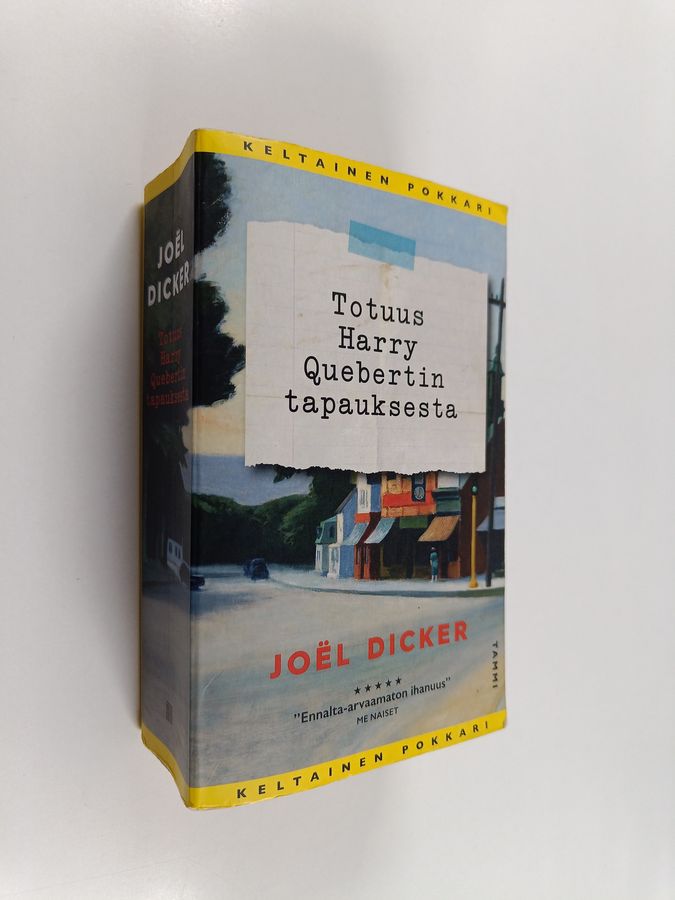 KELTAINEN POKKARI
Totuus
Harry
Quebertin
tapauksesta
JOËL DICKER
★★★★★
”Ennalta-arvaamaton ihanuus”
ME NAISET
TAMMI
KELTAINEN POKKARI
JOËL
DICKER
Totuus
Harry
Quebertin
tapauksesta